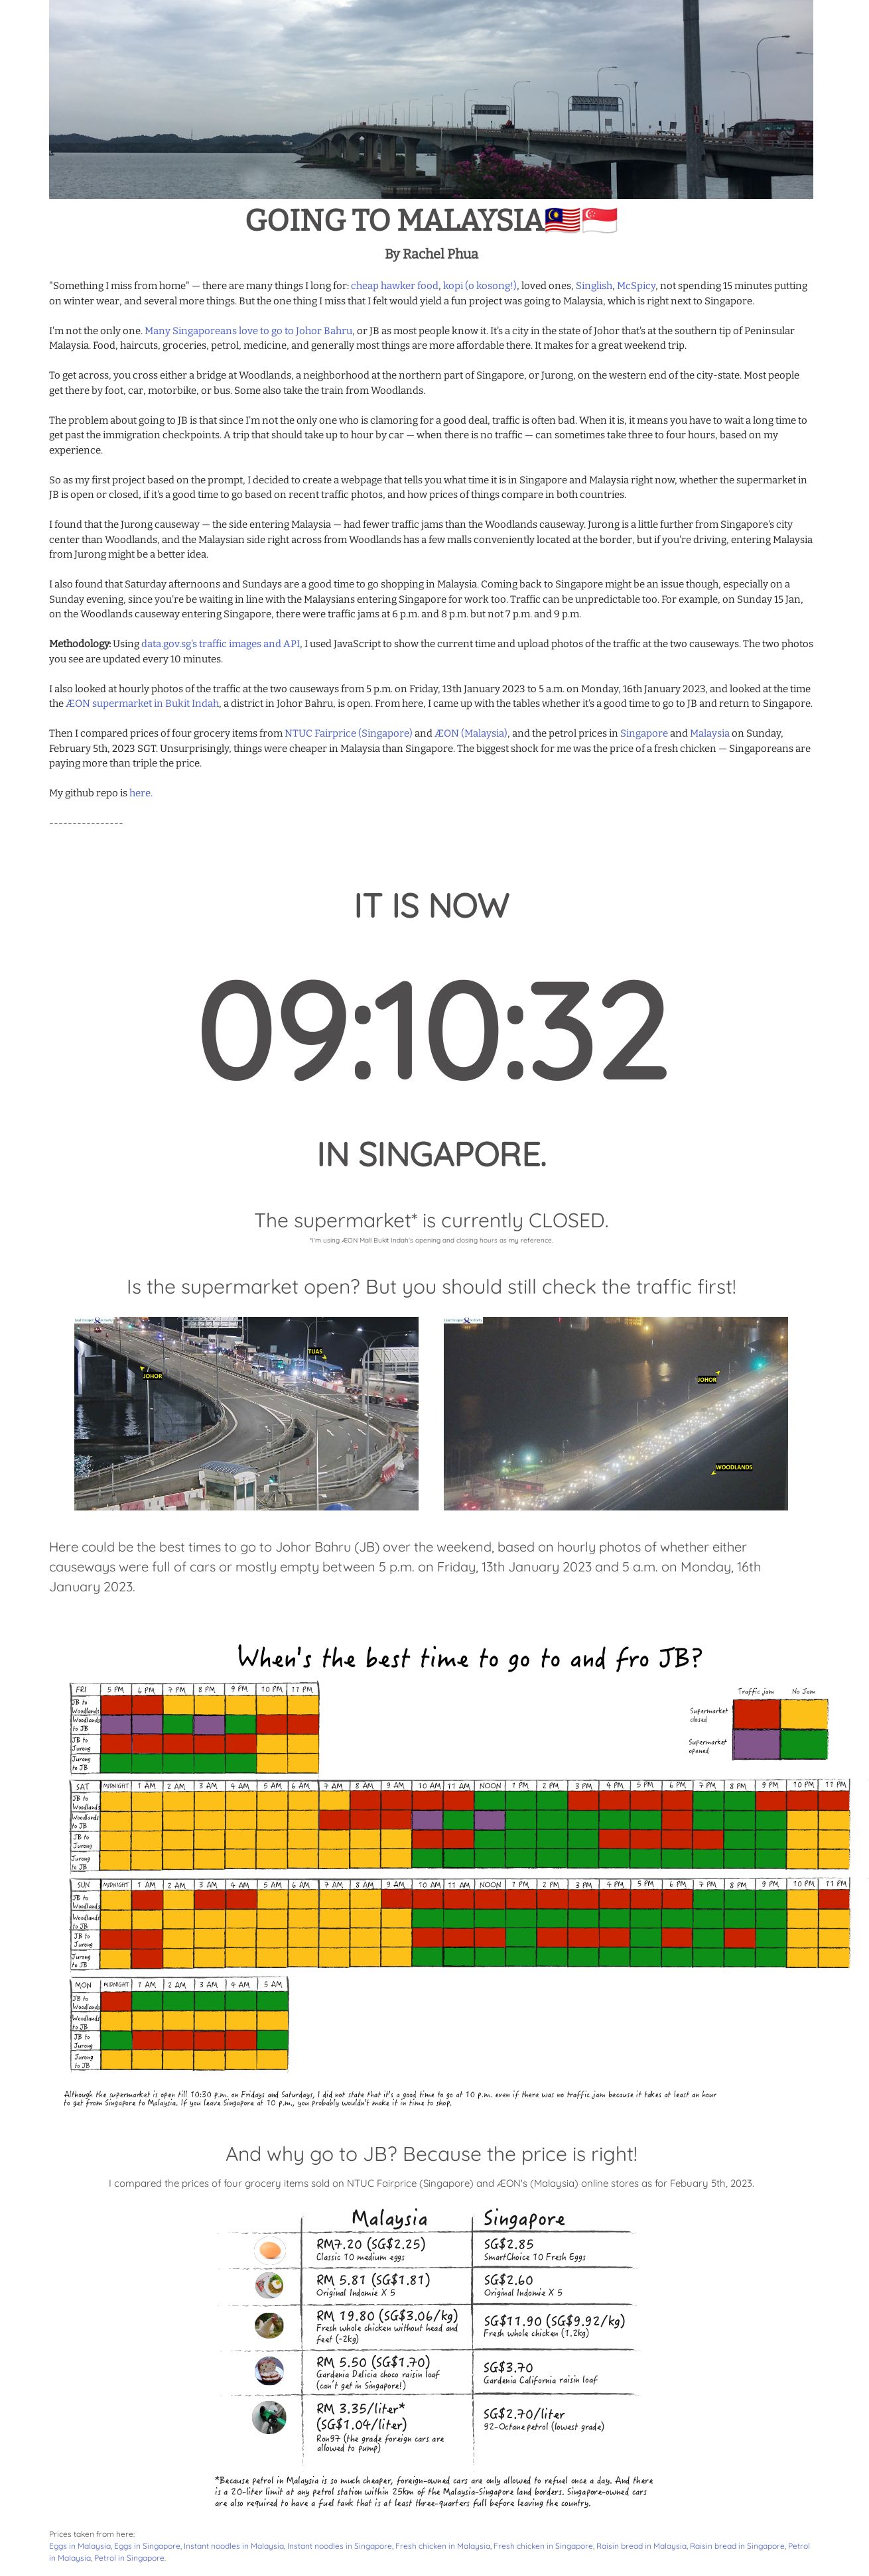 GOING TO MALAYSIA🇲🇾🇸🇬
By Rachel Phua
"Something I miss from home" — there are many things I long for: cheap hawker food, kopi (o kosong!), loved ones, Singlish, McSpicy, not spending 15 minutes putting
on winter wear, and several more things. But the one thing I miss that I felt would yield a fun project was going to Malaysia, which is right next to Singapore.
I'm not the only one. Many Singaporeans love to go to Johor Bahru, or JB as most people know it. It's a city in the state of Johor that's at the southern tip of Peninsular
Malaysia. Food, haircuts, groceries, petrol, medicine, and generally most things are more affordable there. It makes for a great weekend trip.
To get across, you cross either a bridge at Woodlands, a neighborhood at the northern part of Singapore, or Jurong, on the western end of the city-state. Most people
get there by foot, car, motorbike, or bus. Some also take the train from Woodlands.
The problem about going to JB is that since I'm not the only one who is clamoring for a good deal, traffic is often bad. When it is, it means you have to wait a long time to
get past the immigration checkpoints. A trip that should take up to hour by car — when there is no traffic — can sometimes take three to four hours, based on my
experience.
So as my first project based on the prompt, I decided to create a webpage that tells you what time it is in Singapore and Malaysia right now, whether the supermarket in
JB is open or closed, if it's a good time to go based on recent traffic photos, and how prices of things compare in both countries.
I found that the Jurong causeway — the side entering Malaysia — had fewer traffic jams than the Woodlands causeway. Jurong is a little further from Singapore's city
center than Woodlands, and the Malaysian side right across from Woodlands has a few malls conveniently located at the border, but if you're driving, entering Malaysia
from Jurong might be a better idea.
I also found that Saturday afternoons and Sundays are a good time to go shopping in Malaysia. Coming back to Singapore might be an issue though, especially on a
Sunday evening, since you're be waiting in line with the Malaysians entering Singapore for work too. Traffic can be unpredictable too. For example, on Sunday 15 Jan,
on the Woodlands causeway entering Singapore, there were traffic jams at 6 p.m. and 8 p.m. but not 7 p.m. and 9 p.m.
Methodology: Using data.gov.sg's traffic images and API, I used JavaScript to show the current time and upload photos of the traffic at the two causeways. The two photos
you see are updated every 10 minutes.
I also looked at hourly photos of the traffic at the two causeways from 5 p.m. on Friday, 13th January 2023 to 5 a.m. on Monday, 16th January 2023, and looked at the time
the ÆON supermarket in Bukit Indah, a district in Johor Bahru, is open. From here, I came up with the tables whether it's a good time to go to JB and return to Singapore.
Then I compared prices of four grocery items from NTUC Fairprice (Singapore) and ÆON (Malaysia), and the petrol prices in Singapore and Malaysia on Sunday,
February 5th, 2023 SGT. Unsurprisingly, things were cheaper in Malaysia than Singapore. The biggest shock for me was the price of a fresh chicken — Singaporeans are
paying more than triple the price.
My github repo is here.
----------------
IT IS NOW
09:10:32
IN SINGAPORE.
The supermarket* is currently CLOSED.
*I'm using ÆON Mall Bukit Indah's opening and closing hours as my reference.
Is the supermarket open? But you should still check the traffic first!
TUAS
JOHOR
JOHOR
WOODLANDS
Here could be the best times to go to Johor Bahru (JB) over the weekend, based on hourly photos of whether either
causeways were full of cars or mostly empty between 5 p.m. on Friday, 13th January 2023 and 5 a.m. on Monday, 16th
January 2023.
When's the best time to go to and fro JB?
Traffic jam No Jam
Supermarket
closed
Supermarket
opened
FRI 5 PM 6 PM 7 PM 8 PM 9 PM 10 PM 11 PM
JB to
Woodlands
Woodlands
to JB
JB to
Jurong
Jurong
to JB
SAT MIDNIGHT 1 AM 2 AM 3 AM 4 AM 5 AM 6 AM 7 AM 8 AM 9 AM 10 AM 11 AM NOON 1 PM 2 PM 3 PM 4 PM 5 PM 6 PM 7 PM 8 PM 9 PM 10 PM 11 PM
JB to
Woodlands
Woodlands
to JB
JB to
Jurong
Jurong
to JB
SUN MIDNIGHT 1 AM 2 AM 3 AM 4 AM 5 AM 6 AM 7 AM 8 AM 9 AM 10 AM 11 AM NOON 1 PM 2 PM 3 PM 4 PM 5 PM 6 PM 7 PM 8 PM 9 PM 10 PM 11 PM
JB to
Woodlands
Woodlands
to JB
JB to
Jurong
Jurong
to JB
MON MIDNIGHT 1 AM 2 AM 3 AM 4 AM 5 AM
JB to
Woodlands
Woodlands
to JB
JB to
Jurong
Jurong
to JB
Although the supermarket is open till 10:30 p.m. on Fridays and Saturdays, I did not state that it's a good time to go at 10 p.m. even if there was no traffic jam because it takes at least an hour
to get from Singapore to Malaysia. If you leave Singapore at 10 p.m., you probably wouldn't make it in time to shop.
And why go to JB? Because the price is right!
I compared the prices of four grocery items sold on NTUC Fairprice (Singapore) and ÆON's (Malaysia) online stores as for Febuary 5th, 2023.
Malaysia Singapore
RM7.20 (SG$2.25)
Classic 10 medium eggs
SG$2.85
SmartChoice 10 Fresh Eggs
RM 5.81 (SG$1.81)
Original Indomie X 5
SG$2.60
Original Indomie X 5
RM 19.80 (SG$3.06/kg)
Fresh whole chicken without head and
feet (~2kg)
SG$11.90 (SG$9.92/kg)
Fresh whole chicken (1.2kg)
RM 5.50 (SG$1.70)
Gardenia Delicia choco raisin loaf
(can't get in Singapore!)
SG$3.70
Gardenia California raisin loaf
RM 3.35/liter*
(SG$1.04/liter)
Ron97 (the grade foreign cars are
allowed to pump)
SG$2.70/liter
92-Octane petrol (lowest grade)
*Because petrol in Malaysia is so much cheaper, foreign-owned cars are only allowed to refuel once a day. And there
is a 20-liter limit at any petrol station within 25km of the Malaysia-Singapore land borders. Singapore-owned cars
are also required to have a fuel tank that is at least three-quarters full before leaving the country.
Prices taken from here:
Eggs in Malaysia, Eggs in Singapore, Instant noodles in Malaysia, Instant noodles in Singapore, Fresh chicken in Malaysia, Fresh chicken in Singapore, Raisin bread in Malaysia, Raisin bread in Singapore, Petrol
in Malaysia, Petrol in Singapore.